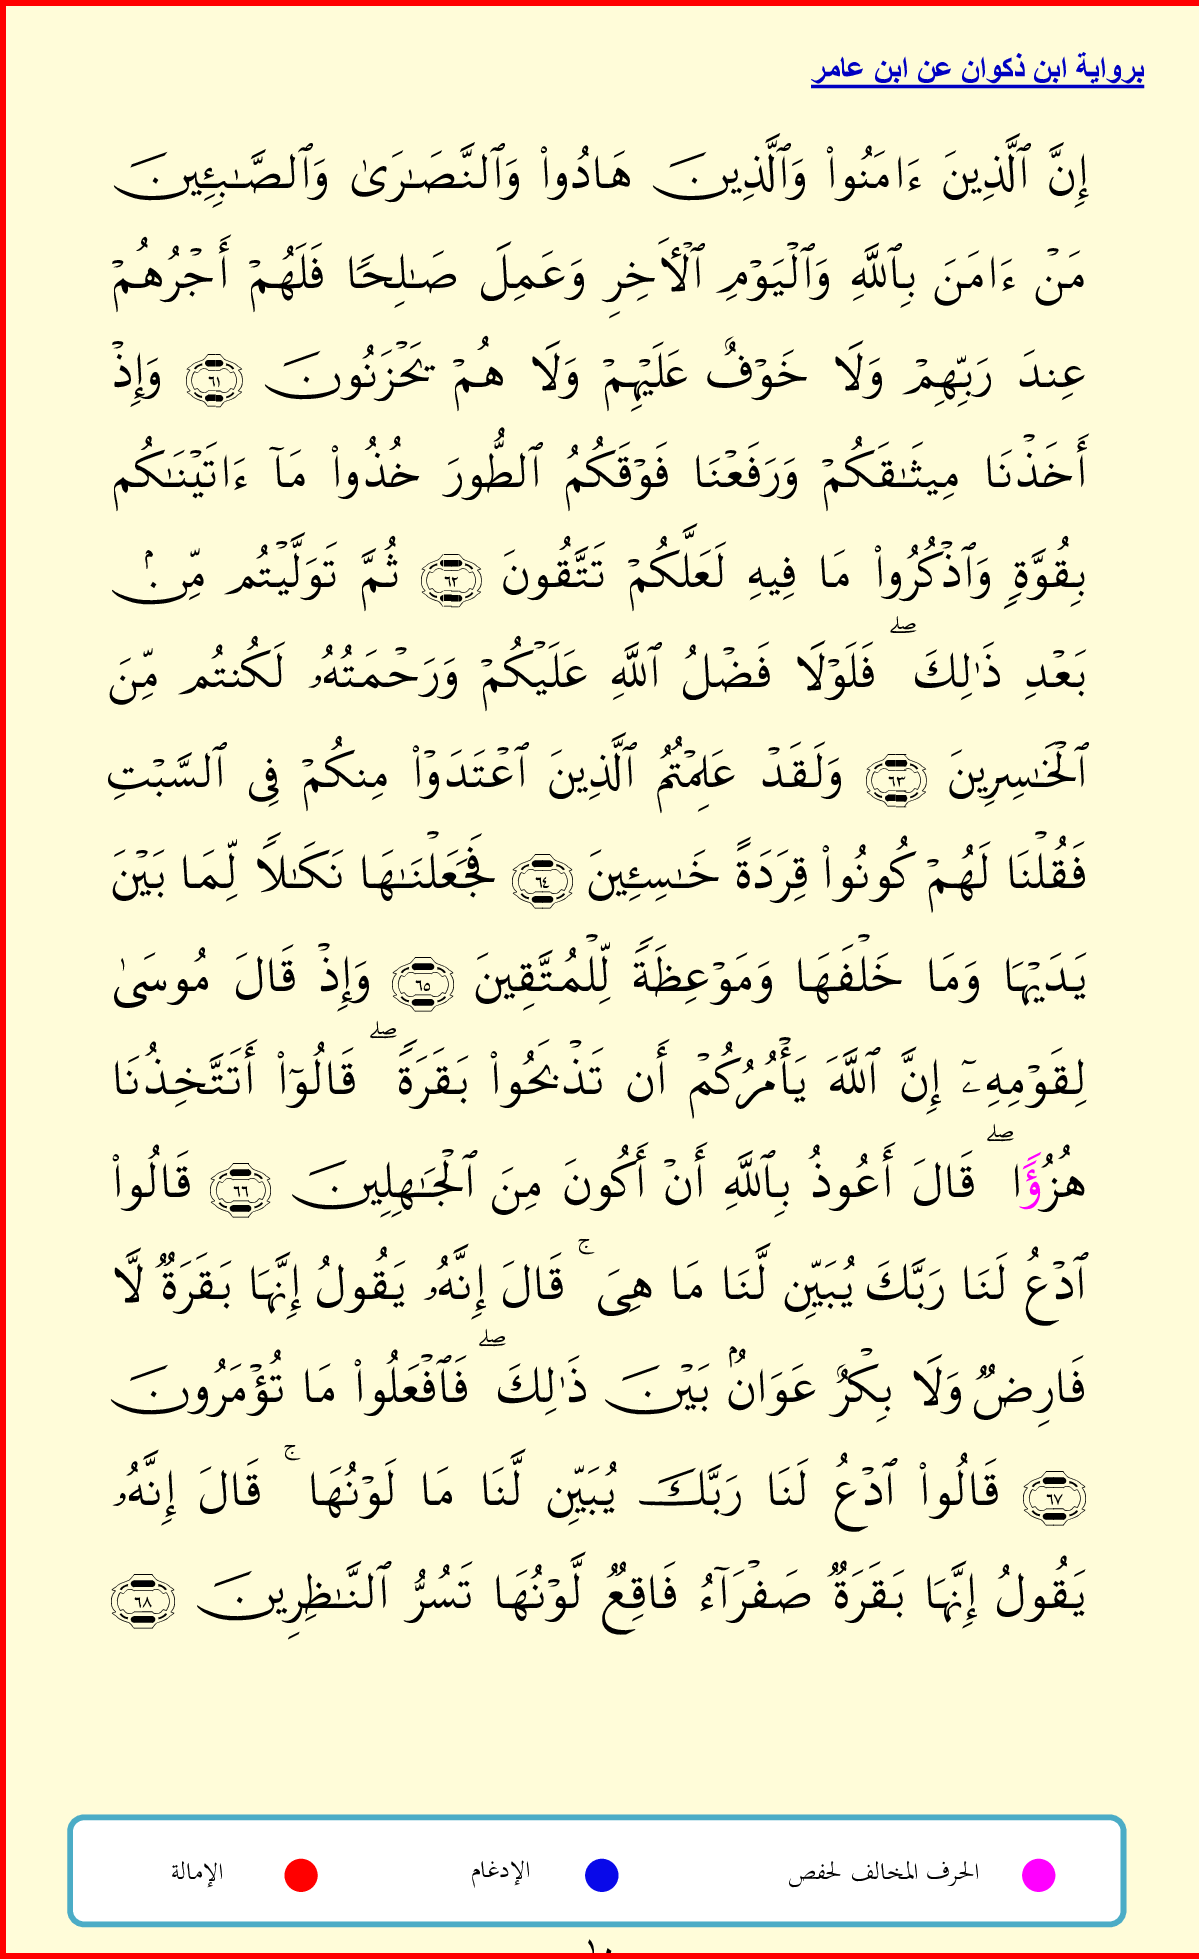 برواية ابن ذكوان عن ابن عامر
إِنَّ ٱلَّذِينَ ءَامَنُوا۟ وَٱلَّذِينَ هَادُوا۟ وَٱلنَّصَـٰرَىٰ وَٱلصَّـٰبِـِٔينَ
مَنۡ ءَامَنَ بِٱللَّهِ وَٱلۡيَوۡمِ ٱلۡأَخِرِ وَعَمِلَ صَـٰلِحًا فَلَهُمۡ أَجۡرُهُمۡ
عِندَ رَبِّهِمۡ وَلَا خَوۡفٌ عَلَيۡهِمۡ وَلَا هُمۡ يَحۡزَنُونَ ٦١ وَإِذۡ
أَخَذۡنَا مِيثَـٰقَكُمۡ وَرَفَعۡنَا فَوۡقَكُمُ ٱلطُّورَ خُذُوا۟ مَآ ءَاتَيۡنَـٰكُم
بِقُوَّةٍ وَٱذۡكُرُوا۟ مَا فِيهِ لَعَلَّكُمۡ تَتَّقُونَ ٦٢ ثُمَّ تَوَلَّيۡتُم مِّنۢ
بَعۡدِ ذَٰلِكَ ۖ فَلَوۡلَا فَضۡلُ ٱللَّهِ عَلَيۡكُمۡ وَرَحۡمَتُهُۥ لَكُنتُم مِّنَ
ٱلۡخَـٰسِرِينَ ٦٣ وَلَقَدۡ عَلِمۡتُمُ ٱلَّذِينَ ٱعۡتَدَوۡا۟ مِنكُمۡ فِى ٱلسَّبۡتِ
فَقُلۡنَا لَهُمۡ كُونُوا۟ قِرَدَةً خَـٰسِـِٔينَ ٦٤ فَجَعَلۡنَـٰهَا نَكَـٰلًا لِّمَا بَيۡنَ
يَدَيۡهَا وَمَا خَلۡفَهَا وَمَوۡعِظَةً لِّلۡمُتَّقِينَ ٦٥ وَإِذۡ قَالَ مُوسَىٰ
لِقَوۡمِهِۦٓ إِنَّ ٱللَّهَ يَأۡمُرُكُمۡ أَن تَذۡبَحُوا۟ بَقَرَةً ۖ قَالُوٓا۟ أَتَتَّخِذُنَا
هُزُؤًا ۖ قَالَ أَعُوذُ بِٱللَّهِ أَنۡ أَكُونَ مِنَ ٱلۡجَـٰهِلِينَ ٦٦ قَالُوا۟
ٱدۡعُ لَنَا رَبَّكَ يُبَيِّن لَّنَا مَا هِىَ ۚ قَالَ إِنَّهُۥ يَقُولُ إِنَّهَا بَقَرَةٌ لَّا
فَارِضٌ وَلَا بِكۡرٌ عَوَانٌۢ بَيۡنَ ذَٰلِكَ ۖ فَٱفۡعَلُوا۟ مَا تُؤۡمَرُونَ
٦٧ قَالُوا۟ ٱدۡعُ لَنَا رَبَّكَ يُبَيِّن لَّنَا مَا لَوۡنُهَا ۚ قَالَ إِنَّهُۥ
يَقُولُ إِنَّهَا بَقَرَةٌ صَفۡرَآءُ فَاقِعٌ لَّوۡنُهَا تَسُرُّ ٱلنَّـٰظِرِينَ ٦٨
الحرف المخالف لحفص الإدغام الإمالة
١٠